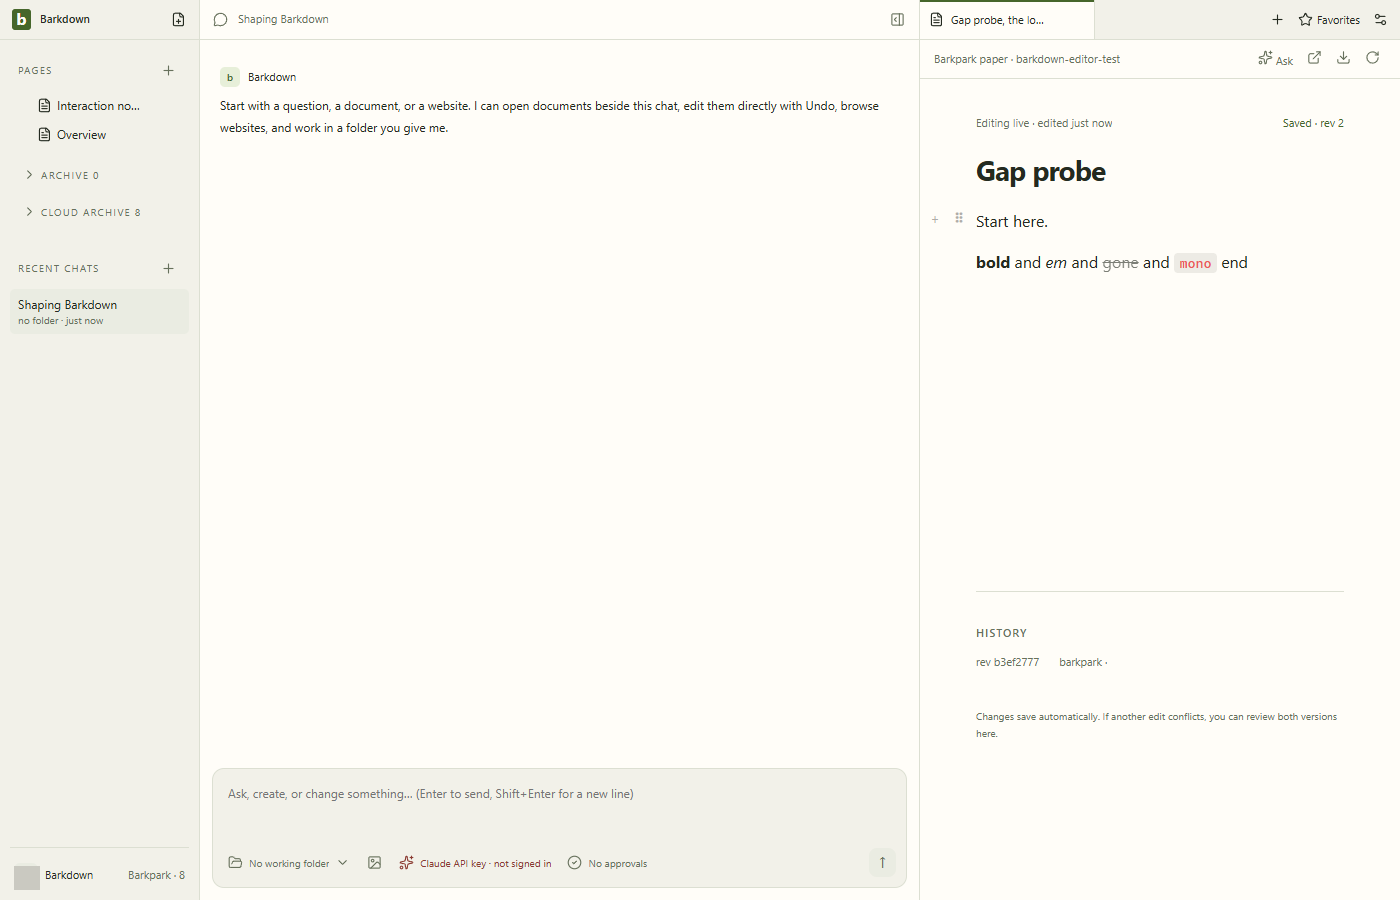 b Barkdown
PAGES
Interaction no...
Overview
ARCHIVE 0
CLOUD ARCHIVE 8
RECENT CHATS
Shaping Barkdown
no folder · just now
Barkdown
Barkpark · 8
Shaping Barkdown
b Barkdown
Start with a question, a document, or a website. I can open documents beside this chat, edit them directly with Undo, browse
websites, and work in a folder you give me.
Ask, create, or change something... (Enter to send, Shift+Enter for a new line)
No working folder
Claude API key · not signed in
No approvals
Gap probe, the lo...
Favorites
Barkpark paper · barkdown-editor-test
Ask
Editing live · edited just now
Saved · rev 2
Gap probe
Start here.
bold and em and gone and mono end
HISTORY
rev b3ef2777 barkpark ·
Changes save automatically. If another edit conflicts, you can review both versions
here.